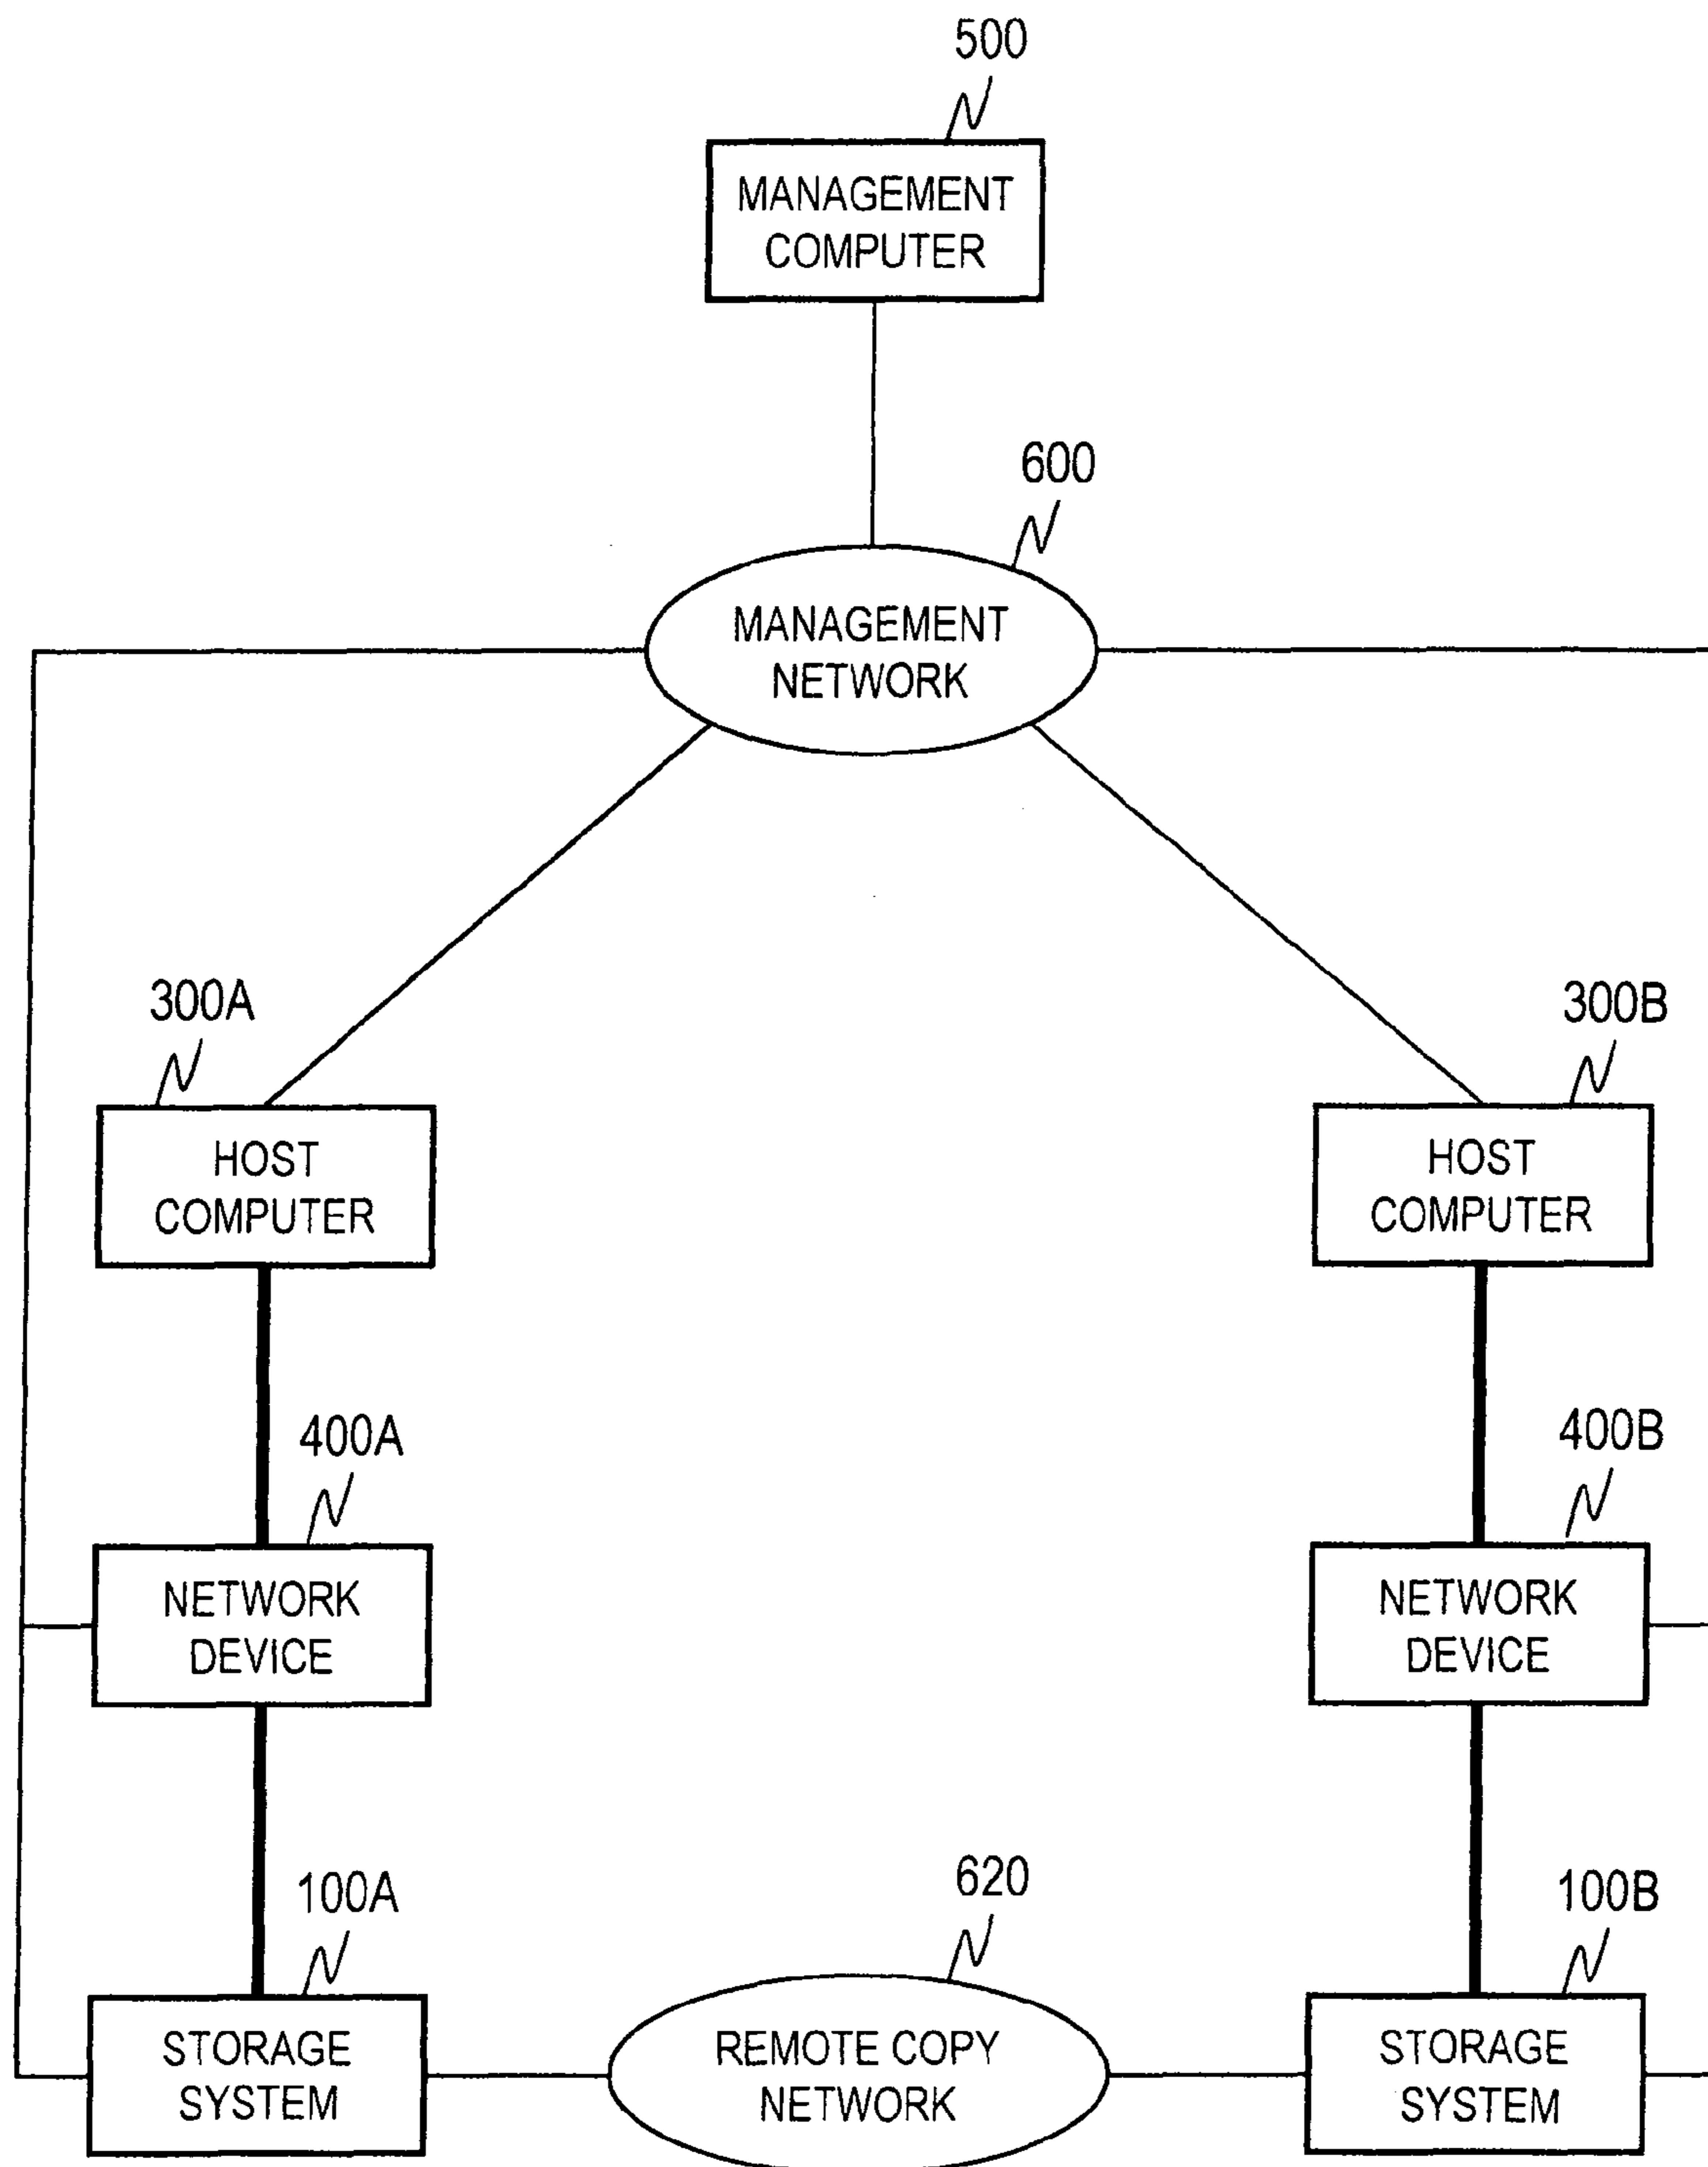 500
MANAGEMENT
COMPUTER
600
MANAGEMENT
NETWORK
300A
300B
HOST
COMPUTER
HOST
COMPUTER
400A
400B
NETWORK
DEVICE
NETWORK
DEVICE
100A
620
100B
STORAGE
SYSTEM
REMOTE COPY
NETWORK
STORAGE
SYSTEM